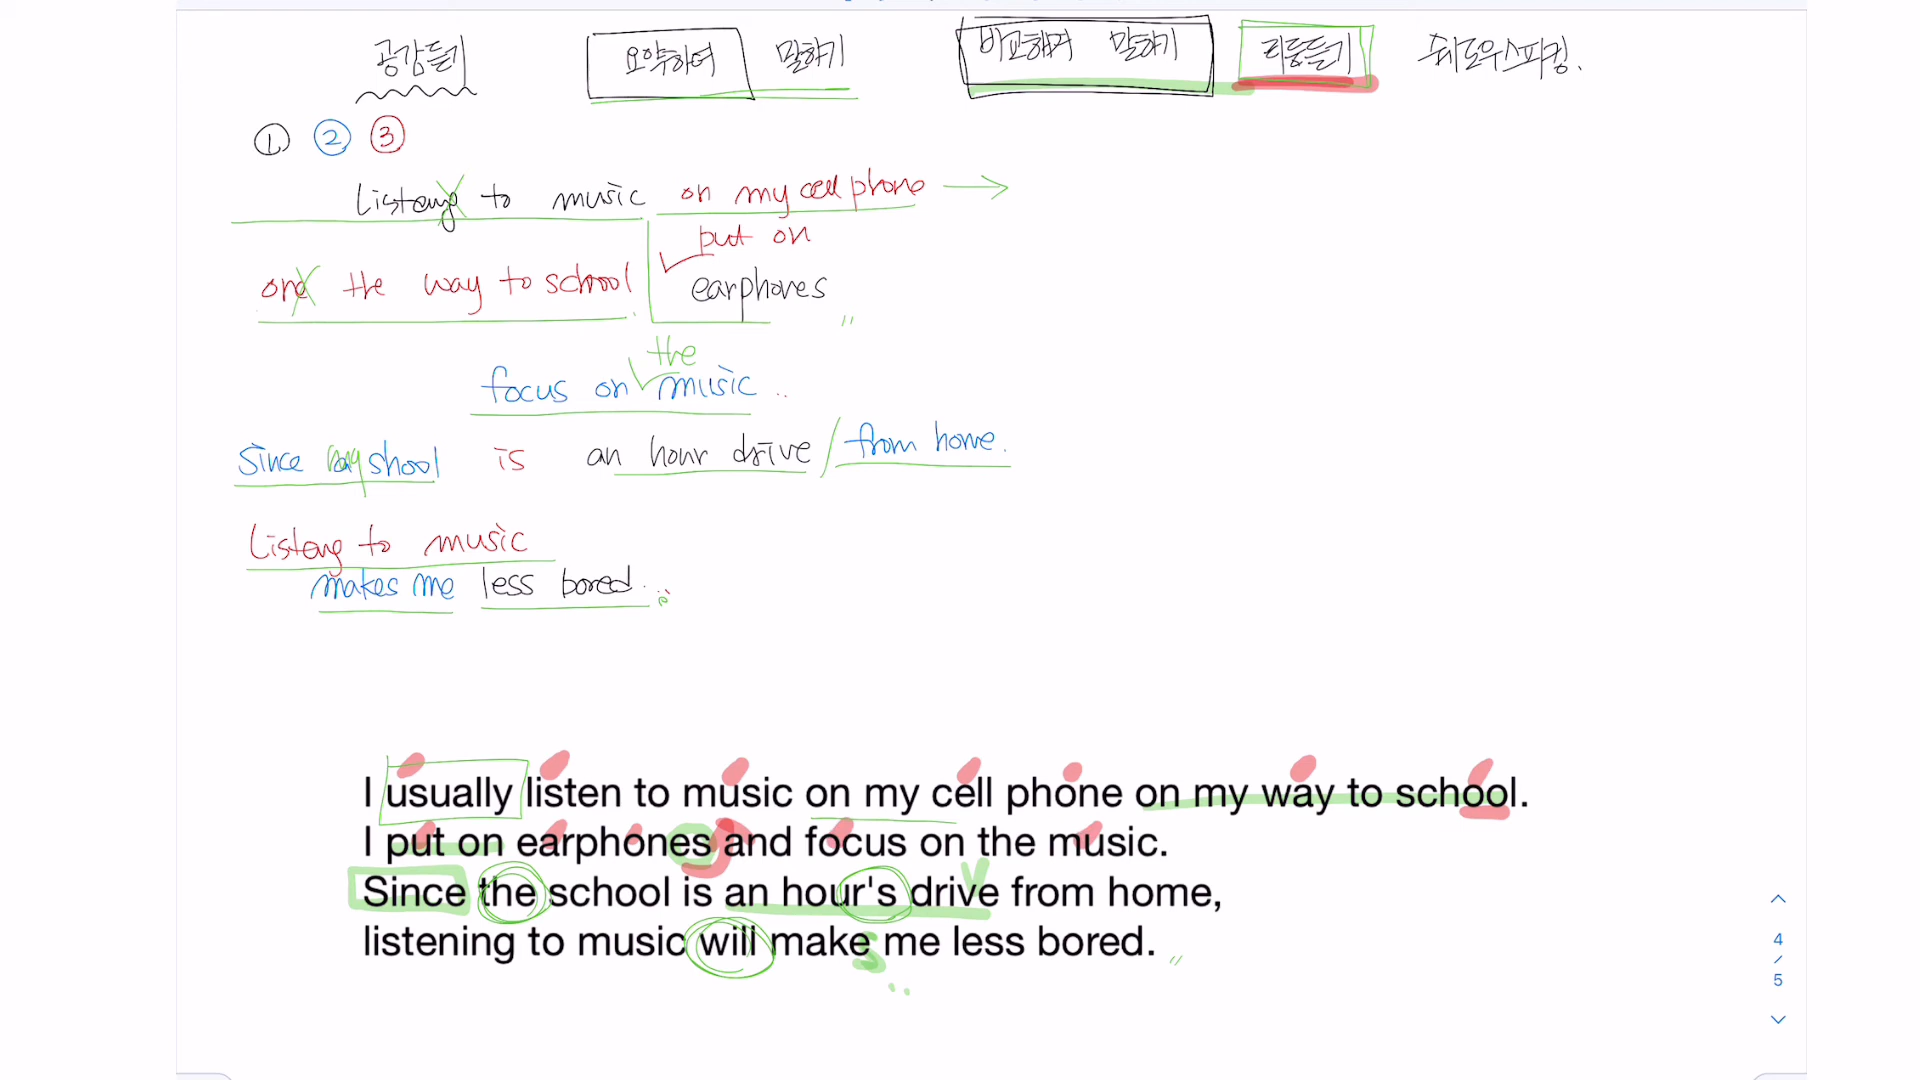 공감듣기 요약하여 말하기 비교하며 말하기 리듬듣기 쉐도우스피킹.
① ② ③
to music on my cell phone →
put on
the way to school earphones
the
focus on music..
Since my shool is an hour drive / from home.
Listeng to music
makes me less bored..
I usually listen to music on my cell phone on my way to school.
I put on earphones and focus on the music.
Since the school is an hour's drive from home,
listening to music will make me less bored.
s
4
/
5